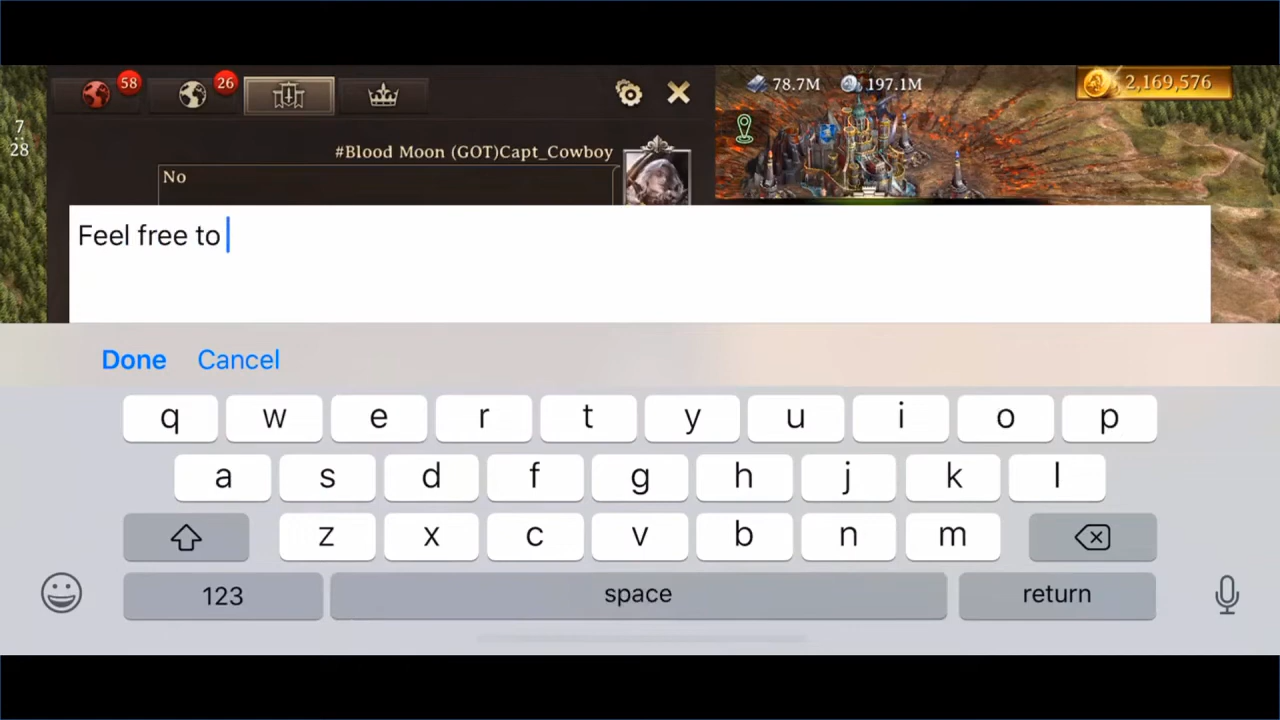 58
26
78.7M
197.1M
2,169,576
7
:
28
#Blood Moon (GOT)Capt_Cowboy
No
Feel free to
Done
Cancel
q w e r t y u i o p
a s d f g h j k l
z x c v b n m
123
space
return